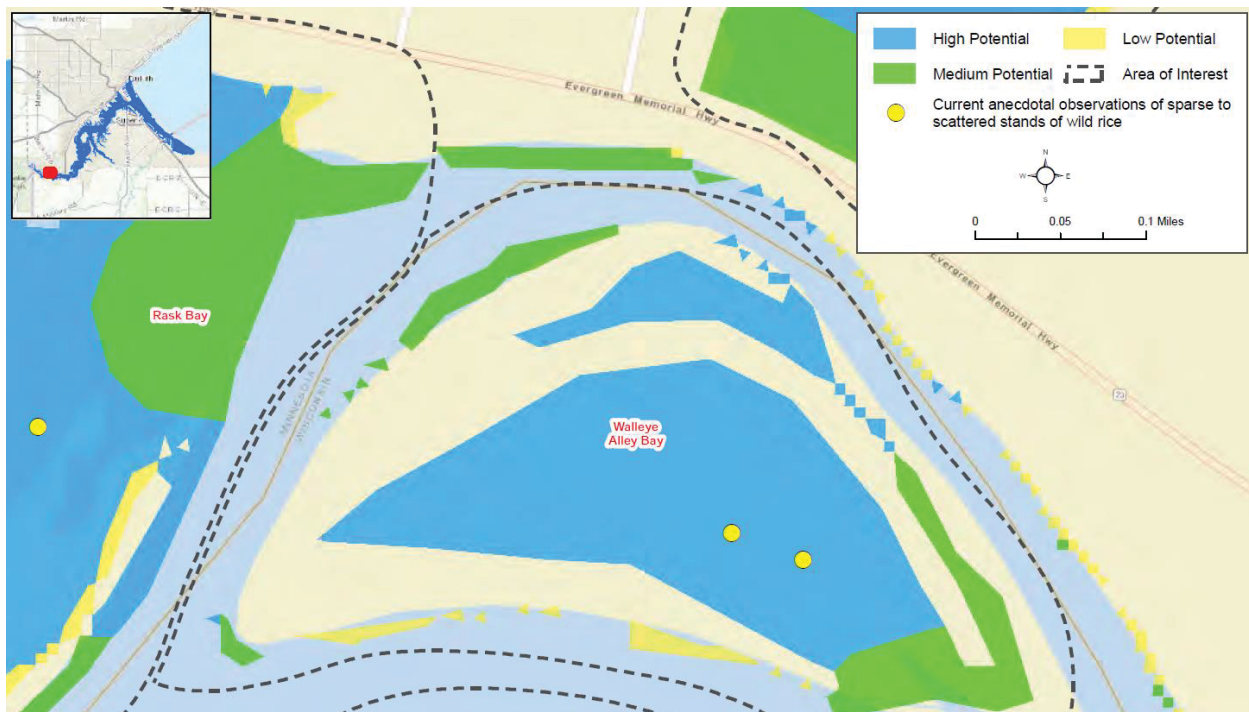 High Potential
Low Potential
Medium Potential
Area of Interest
Current anecdotal observations of sparse to
scattered stands of wild rice
N
W
E
S
0
0.05
0.1 Miles
Evergreen Memorial Hwy
Evergreen Memorial Hwy
23
Rask Bay
MINNESOTA
WISCONSIN
Walleye
Alley Bay